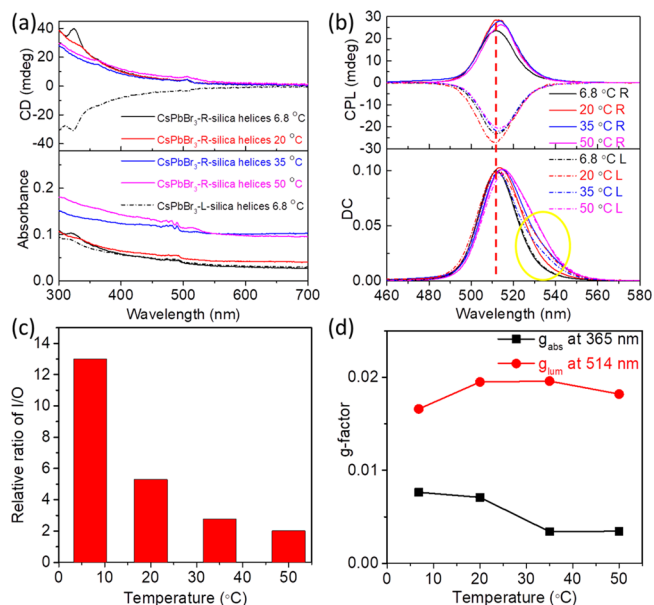 (a)
40
30
20
10
0
-10
-20
-30
CD (mdeg)
CsPbBr3-R-silica helices 6.8 °C
CsPbBr3-R-silica helices 20 °C
CsPbBr3-R-silica helices 35 °C
CsPbBr3-R-silica helices 50 °C
CsPbBr3-L-silica helices 6.8 °C
0.2
0.1
0.0
Absorbance
300 400 500 600 700
Wavelength (nm)
(b)
30
20
10
0
10
20
30
CPL (mdeg)
6.8 °C R
20 °C R
35 °C R
50 °C R
6.8 °C L
20 °C L
35 °C L
50 °C L
0.10
0.05
0.00
DC
460 480 500 520 540 560 580
Wavelength (nm)
(c)
14
12
10
8
6
4
2
0
Relative ratio of I/O
0 10 20 30 40 50
Temperature (°C)
(d)
gabs at 365 nm
glum at 514 nm
0.02
0.01
0.00
g-factor
0 10 20 30 40 50
Temperature (°C)